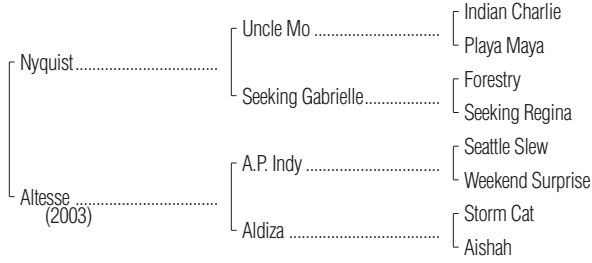 Indian Charlie
Uncle Mo ................................
Playa Maya
Nyquist.................................
Forestry
Seeking Gabrielle...................
Seeking Regina
Seattle Slew
A.P. Indy ..................................
Weekend Surprise
Altesse .................................
(2003)
Storm Cat
Aldiza ......................................
Aishah